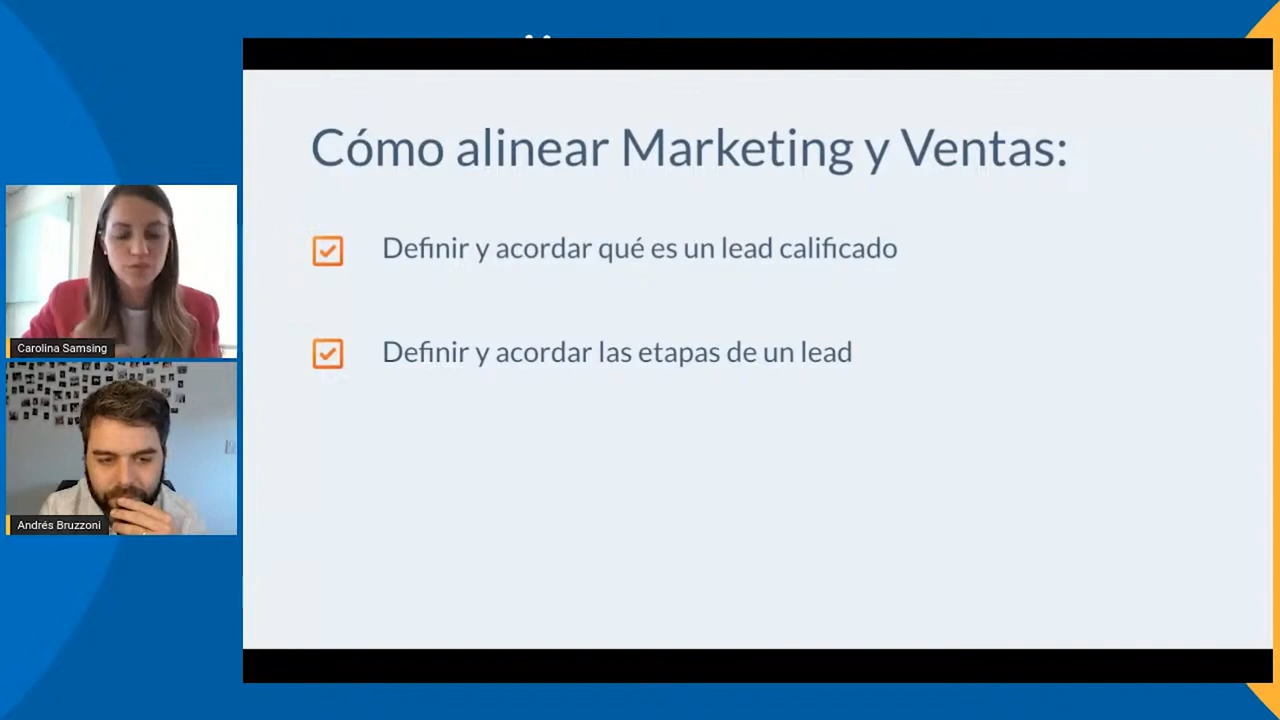 Cómo alinear Marketing y Ventas:
Definir y acordar qué es un lead calificado
Definir y acordar las etapas de un lead
Carolina Samsing
Andrés Bruzzoni